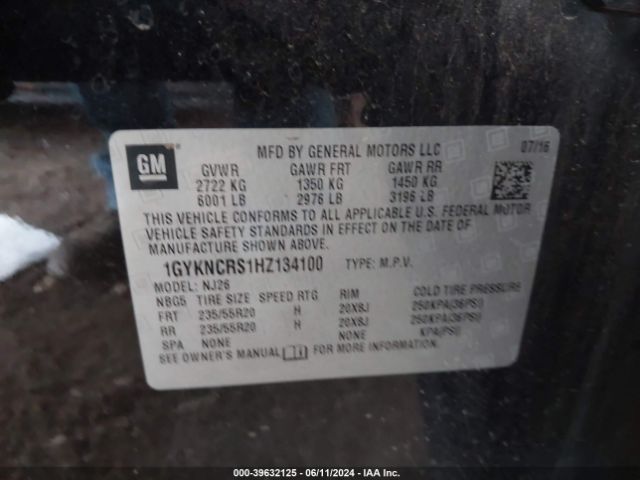 GM
MFD BY GENERAL MOTORS LLC 07/16
GVWR GAWR FRT GAWR RR
2722 KG 1350 KG 1450 KG
6001 LB 2976 LB 3196 LB
THIS VEHICLE CONFORMS TO ALL APPLICABLE U.S. FEDERAL MOTOR
VEHICLE SAFETY STANDARDS IN EFFECT ON THE DATE OF
MANUFACTURE SHOWN ABOVE.
1GYKNCRS1HZ134100 TYPE: M.P.V.
MODEL: NJ26
NBG5 TIRE SIZE SPEED RTG RIM COLD TIRE PRESSURE
FRT 235/55R20 H 20X8J 250KPA(36PSI)
RR 235/55R20 H 20X8J 250KPA(36PSI)
SPA NONE NONE KPA(PSI)
SEE OWNER'S MANUAL FOR MORE INFORMATION.
000-39632125 - 06/11/2024 - IAA Inc.